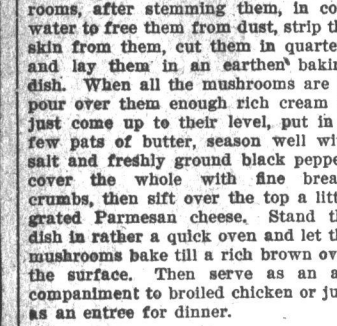 rooms, after stemming them, in co
water to free them from dust, strip th
skin from them, cut them in quarte
and lay them in an earthen bakin
dish. When all the mushrooms are
pour over them enough rich cream
just come up to their level, put in
few pats of butter, season well wi
salt and freshly ground black peppe
cover the whole with fine brea
crumbs, then sift over the top a litt
grated Parmesan cheese. Stand th
dish in rather a quick oven and let th
mushrooms bake till a rich brown ov
the surface. Then serve as an a
companiment to broiled chicken or ju
as an entree for dinner.